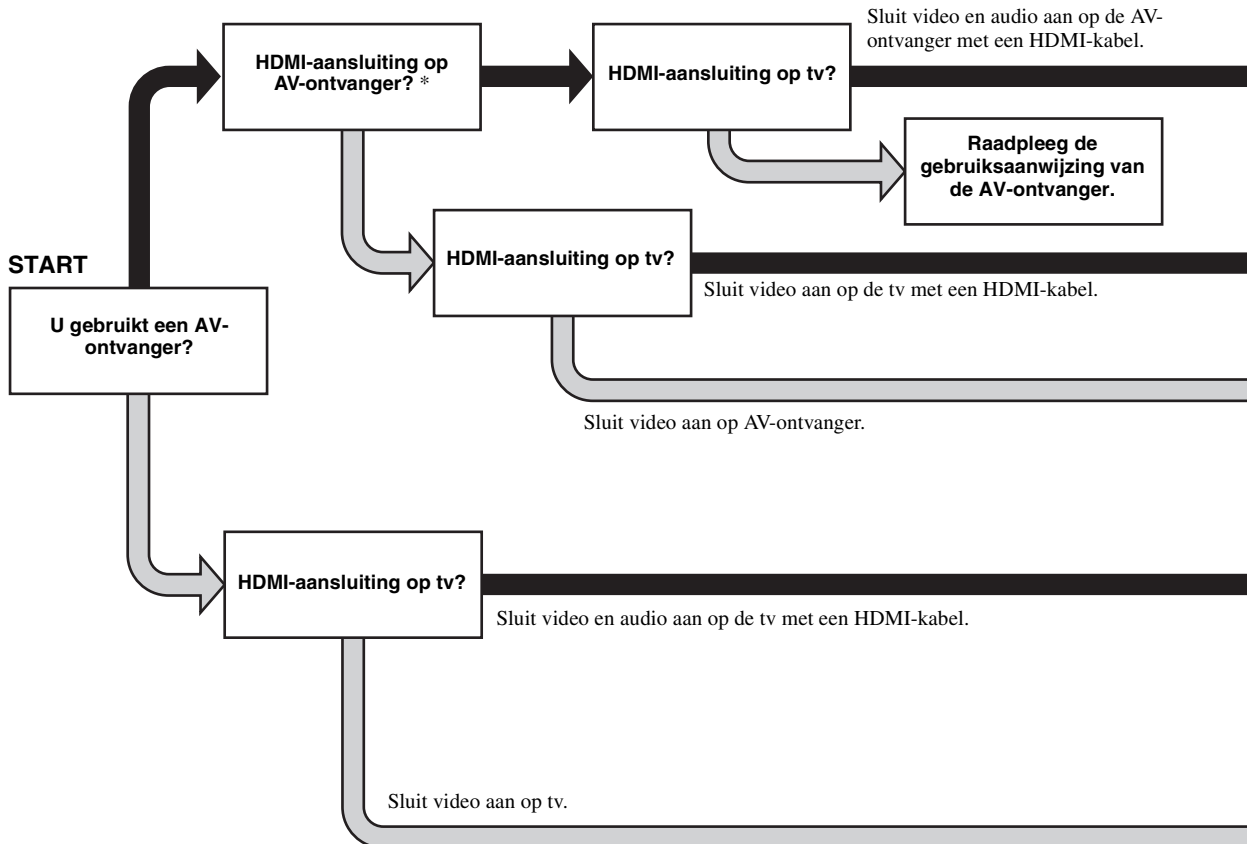 Sluit video en audio aan op de AV-
ontvanger met een HDMI-kabel.
HDMI-aansluiting op
AV-ontvanger? *
HDMI-aansluiting op tv?
Raadpleeg de
gebruiksaanwijzing van
de AV-ontvanger.
HDMI-aansluiting op tv?
START
Sluit video aan op de tv met een HDMI-kabel.
U gebruikt een AV-
ontvanger?
Sluit video aan op AV-ontvanger.
HDMI-aansluiting op tv?
Sluit video en audio aan op de tv met een HDMI-kabel.
Sluit video aan op tv.